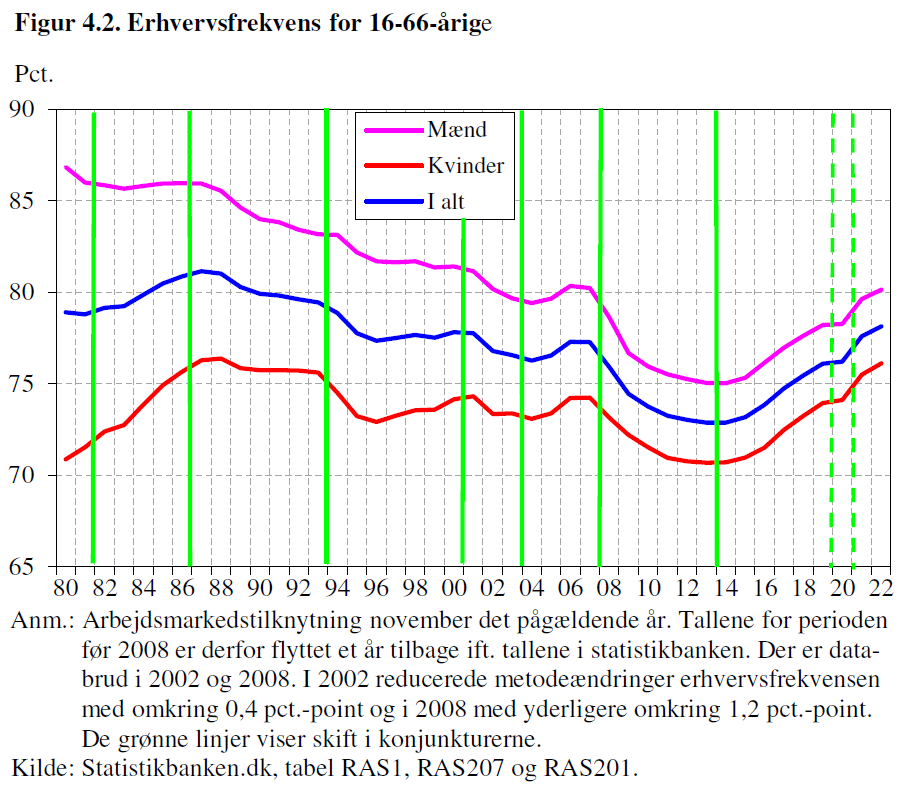 Figur 4.2. Erhvervsfrekvens for 16-66-årige
Pct.
90
85
80
75
70
65
Mænd
Kvinder
I alt
80 82 84 86 90 92 94 96 00 02 04 06 08 10 12 14 16 18 20 22
Anm.: Arbejdsmarkedstilknytning november det pågældende år. Tallene for perioden
før 2008 er derfor flyttet et år tilbage ift. tallene i statistikbanken. Der er data-
brud i 2002 og 2008. I 2002 reducerede metodeændringer erhvervsfrekvensen
med omkring 0,4 pct.-point og i 2008 med yderligere omkring 1,2 pct.-point.
De grønne linjer viser skift i konjunkturerne.
Kilde: Statistikbanken.dk, tabel RAS1, RAS207 og RAS201.